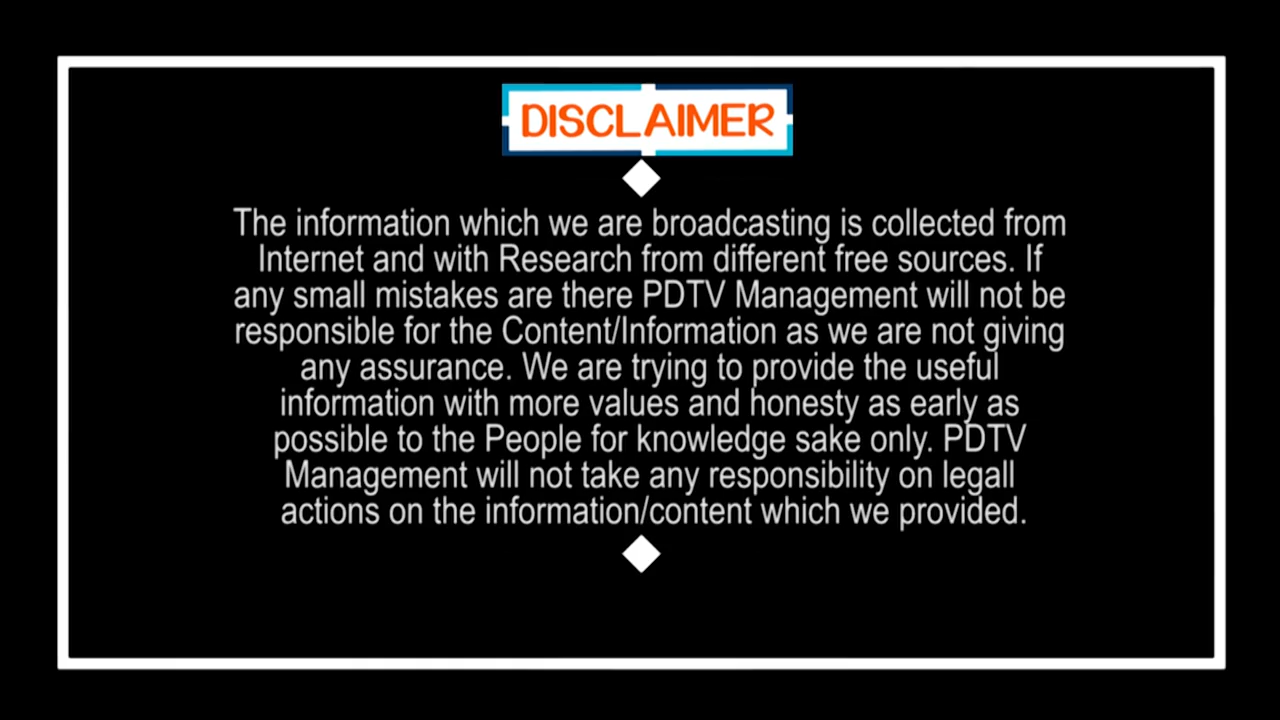 DISCLAIMER
The information which we are broadcasting is collected from
Internet and with Research from different free sources. If
any small mistakes are there PDTV Management will not be
responsible for the Content/Information as we are not giving
any assurance. We are trying to provide the useful
information with more values and honesty as early as
possible to the People for knowledge sake only. PDTV
Management will not take any responsibility on legall
actions on the information/content which we provided.